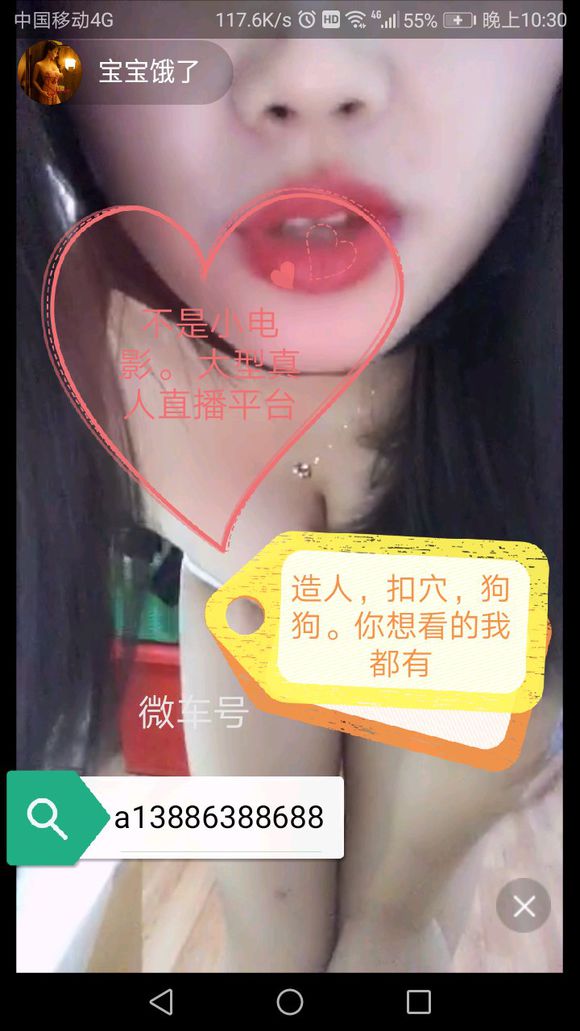 中国移动4G 117.6K/s HD 4G 55% 晚上10:30
宝宝饿了
不是小电
影。大型真
人直播平台
造人，扣穴，狗
狗。你想看的我
都有
微车号
a13886388688